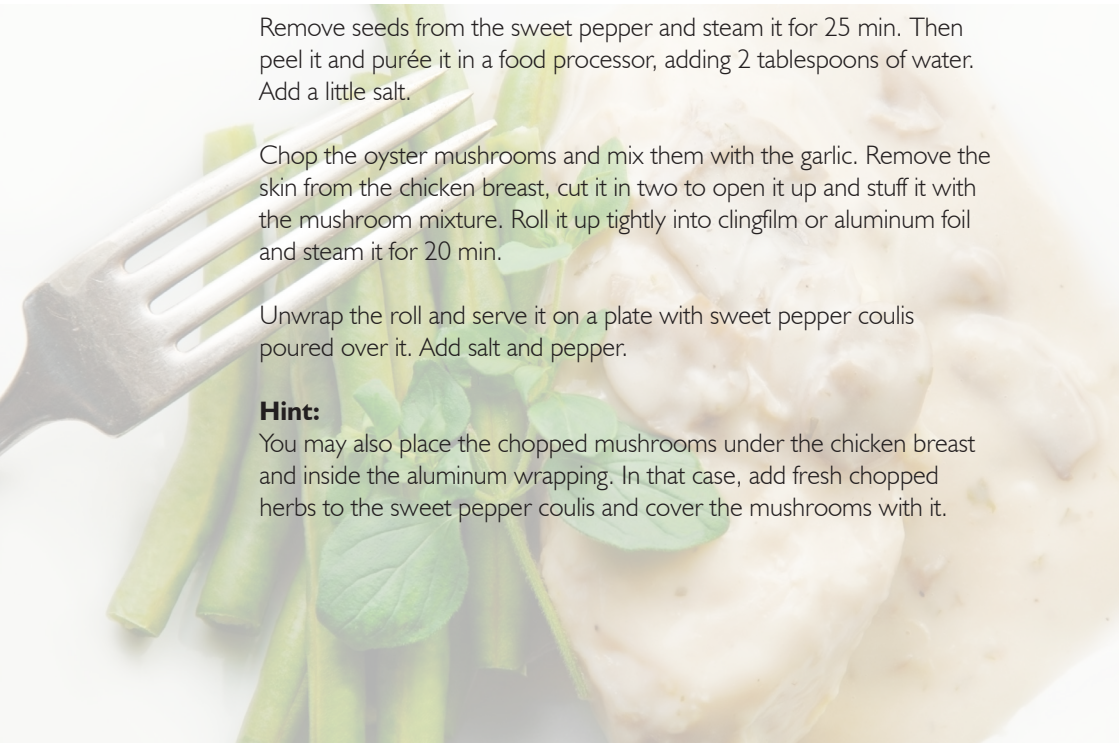 Remove seeds from the sweet pepper and steam it for 25 min. Then
peel it and purée it in a food processor, adding 2 tablespoons of water.
Add a little salt.
Chop the oyster mushrooms and mix them with the garlic. Remove the
skin from the chicken breast, cut it in two to open it up and stuff it with
the mushroom mixture. Roll it up tightly into clingfilm or aluminum foil
and steam it for 20 min.
Unwrap the roll and serve it on a plate with sweet pepper coulis
poured over it. Add salt and pepper.
Hint:
You may also place the chopped mushrooms under the chicken breast
and inside the aluminum wrapping. In that case, add fresh chopped
herbs to the sweet pepper coulis and cover the mushrooms with it.